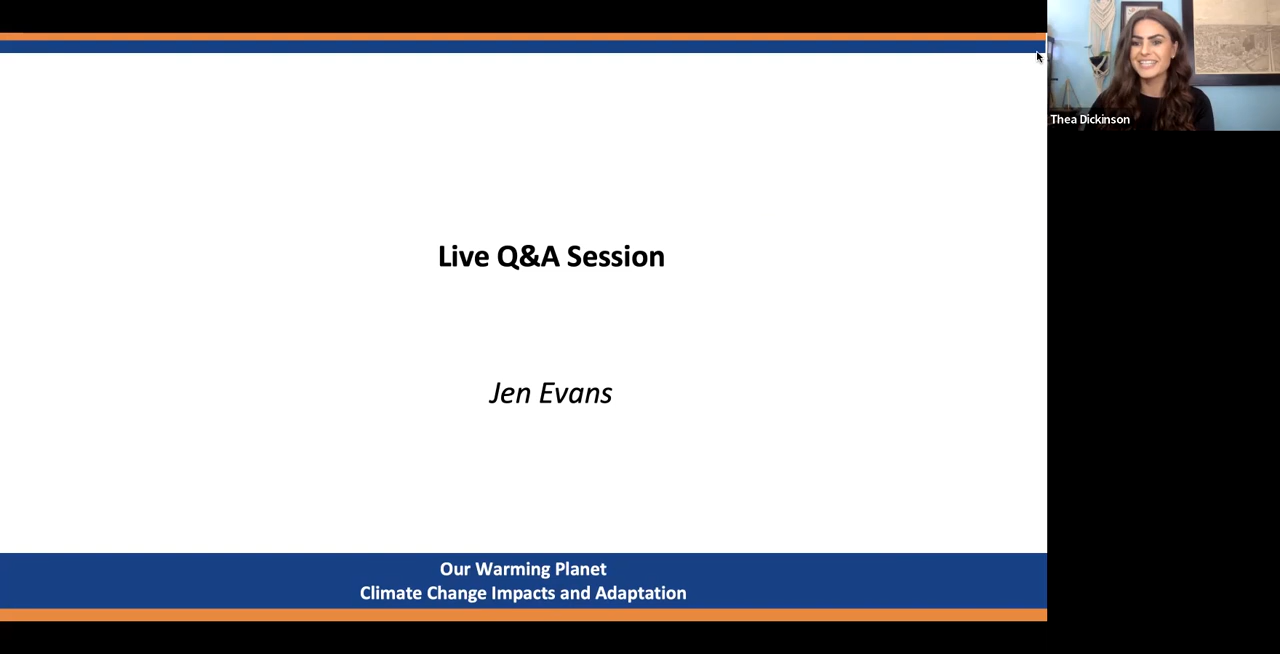 Thea Dickinson
Live Q&A Session
Jen Evans
Our Warming Planet
Climate Change Impacts and Adaptation